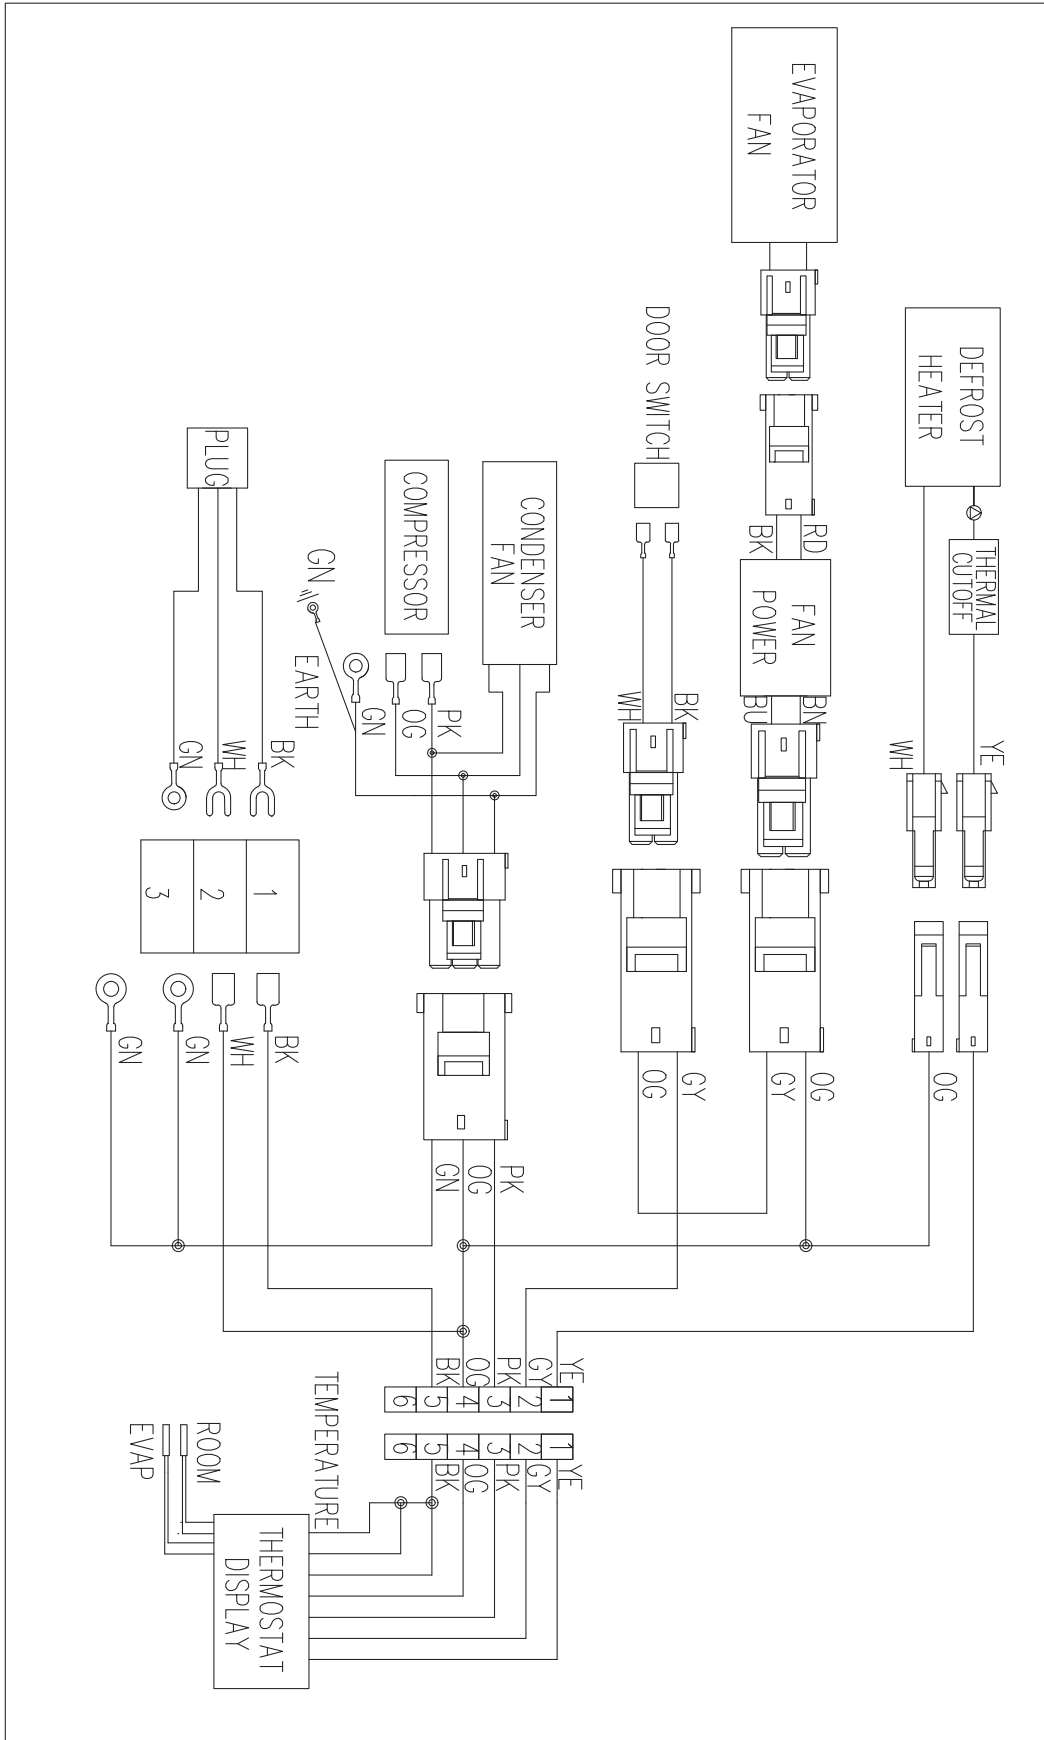 EVAPORATOR
FAN
DEFROST
HEATER
DOOR SWITCH
PLUG
COMPRESSOR
CONDENSER
FAN
RD
BK
FAN
POWER
THERMAL
CUTOFF
GN
EARTH
GN
OG
PK
WH
BK
BU
BN
WH
YE
GN
WH
BK
3
2
1
GN
GN
WH
BK
GN
OG
PK
OG
GY
GY
OG
OG
BK
OG
PK
GY
YE
6
5
4
3
2
1
6
5
4
3
2
1
BK
OG
PK
GY
YE
TEMPERATURE
ROOM
EVAP
THERMOSTAT
DISPLAY